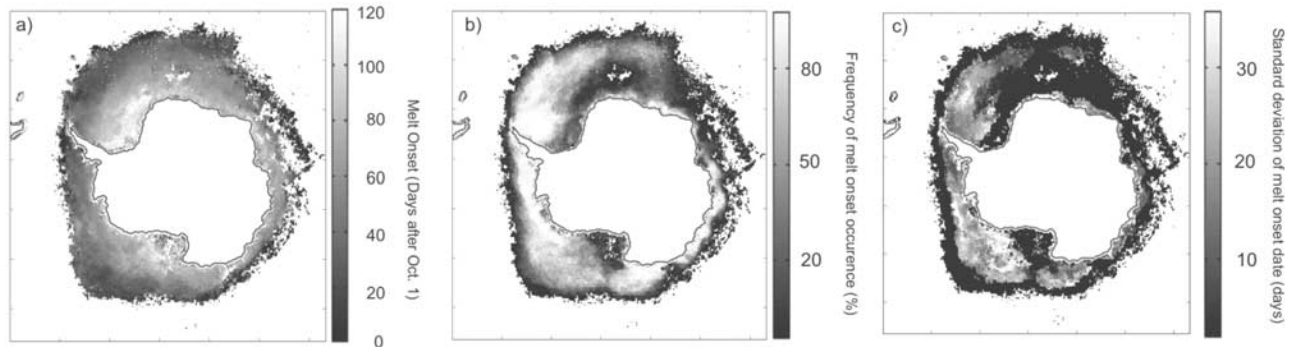 a)
120
100
80
60
40
20
0
Melt Onset (Days after Oct. 1)
b)
80
50
20
Frequency of melt onset occurence (%)
c)
30
20
10
Standard deviation of melt onset date (days)